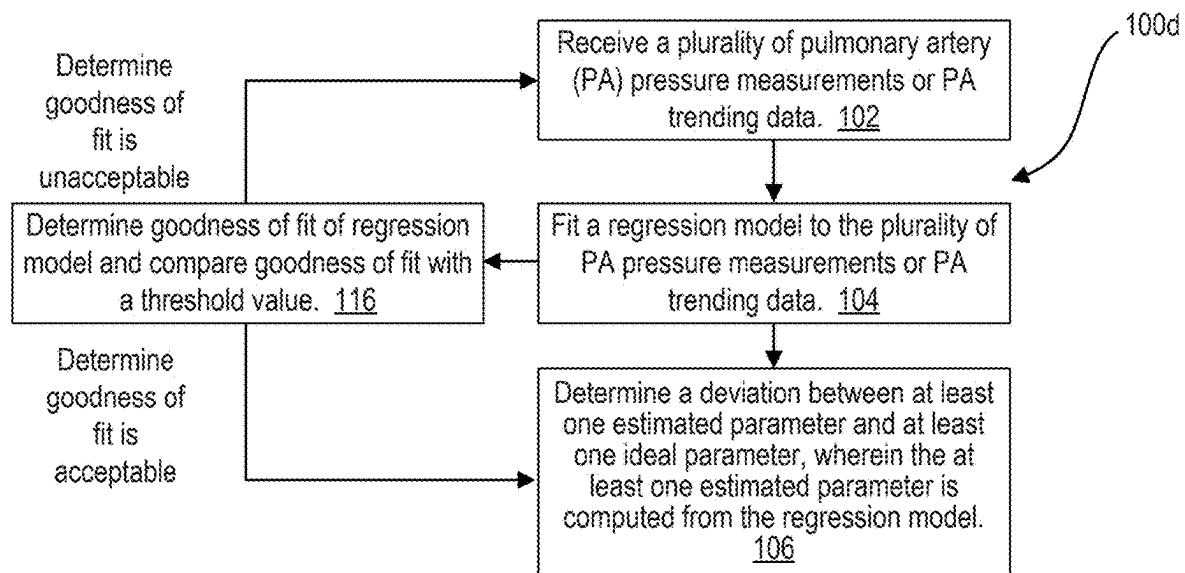 100d
Receive a plurality of pulmonary artery
(PA) pressure measurements or PA
trending data. 102
Determine
goodness of
fit is
unacceptable
Fit a regression model to the plurality of
PA pressure measurements or PA
trending data. 104
Determine goodness of fit of regression
model and compare goodness of fit with
a threshold value. 116
Determine
goodness of
fit is
acceptable
Determine a deviation between at least
one estimated parameter and at least
one ideal parameter, wherein the at
least one estimated parameter is
computed from the regression model.
106